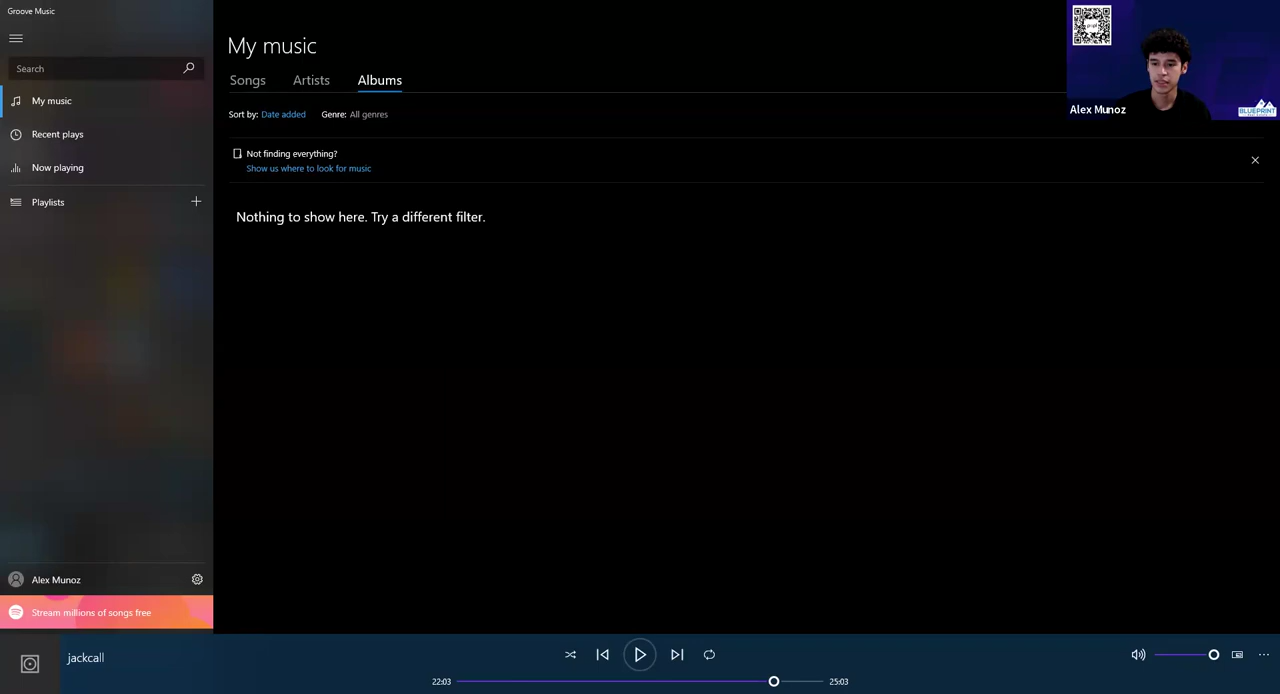 Groove Music
Search
My music
Recent plays
Now playing
Playlists
Alex Munoz
Stream millions of songs free
My music
Songs Artists Albums
Sort by: Date added Genre: All genres
Not finding everything?
Show us where to look for music
Nothing to show here. Try a different filter.
Alex Munoz
BLUEPRINT
jackcall
22:03
25:03